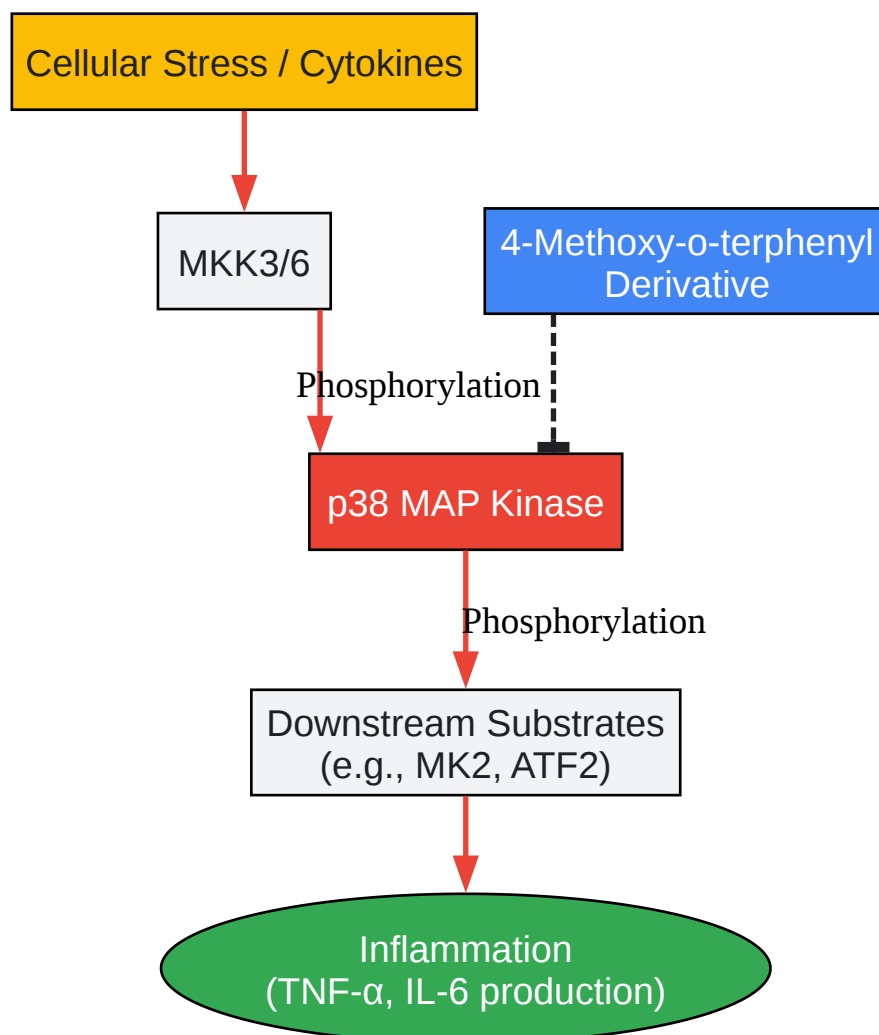 Cellular Stress / Cytokines
MKK3/6
4-Methoxy-o-terphenyl
Derivative
Phosphorylation
p38 MAP Kinase
Phosphorylation
Downstream Substrates
(e.g., MK2, ATF2)
Inflammation
(TNF-α, IL-6 production)